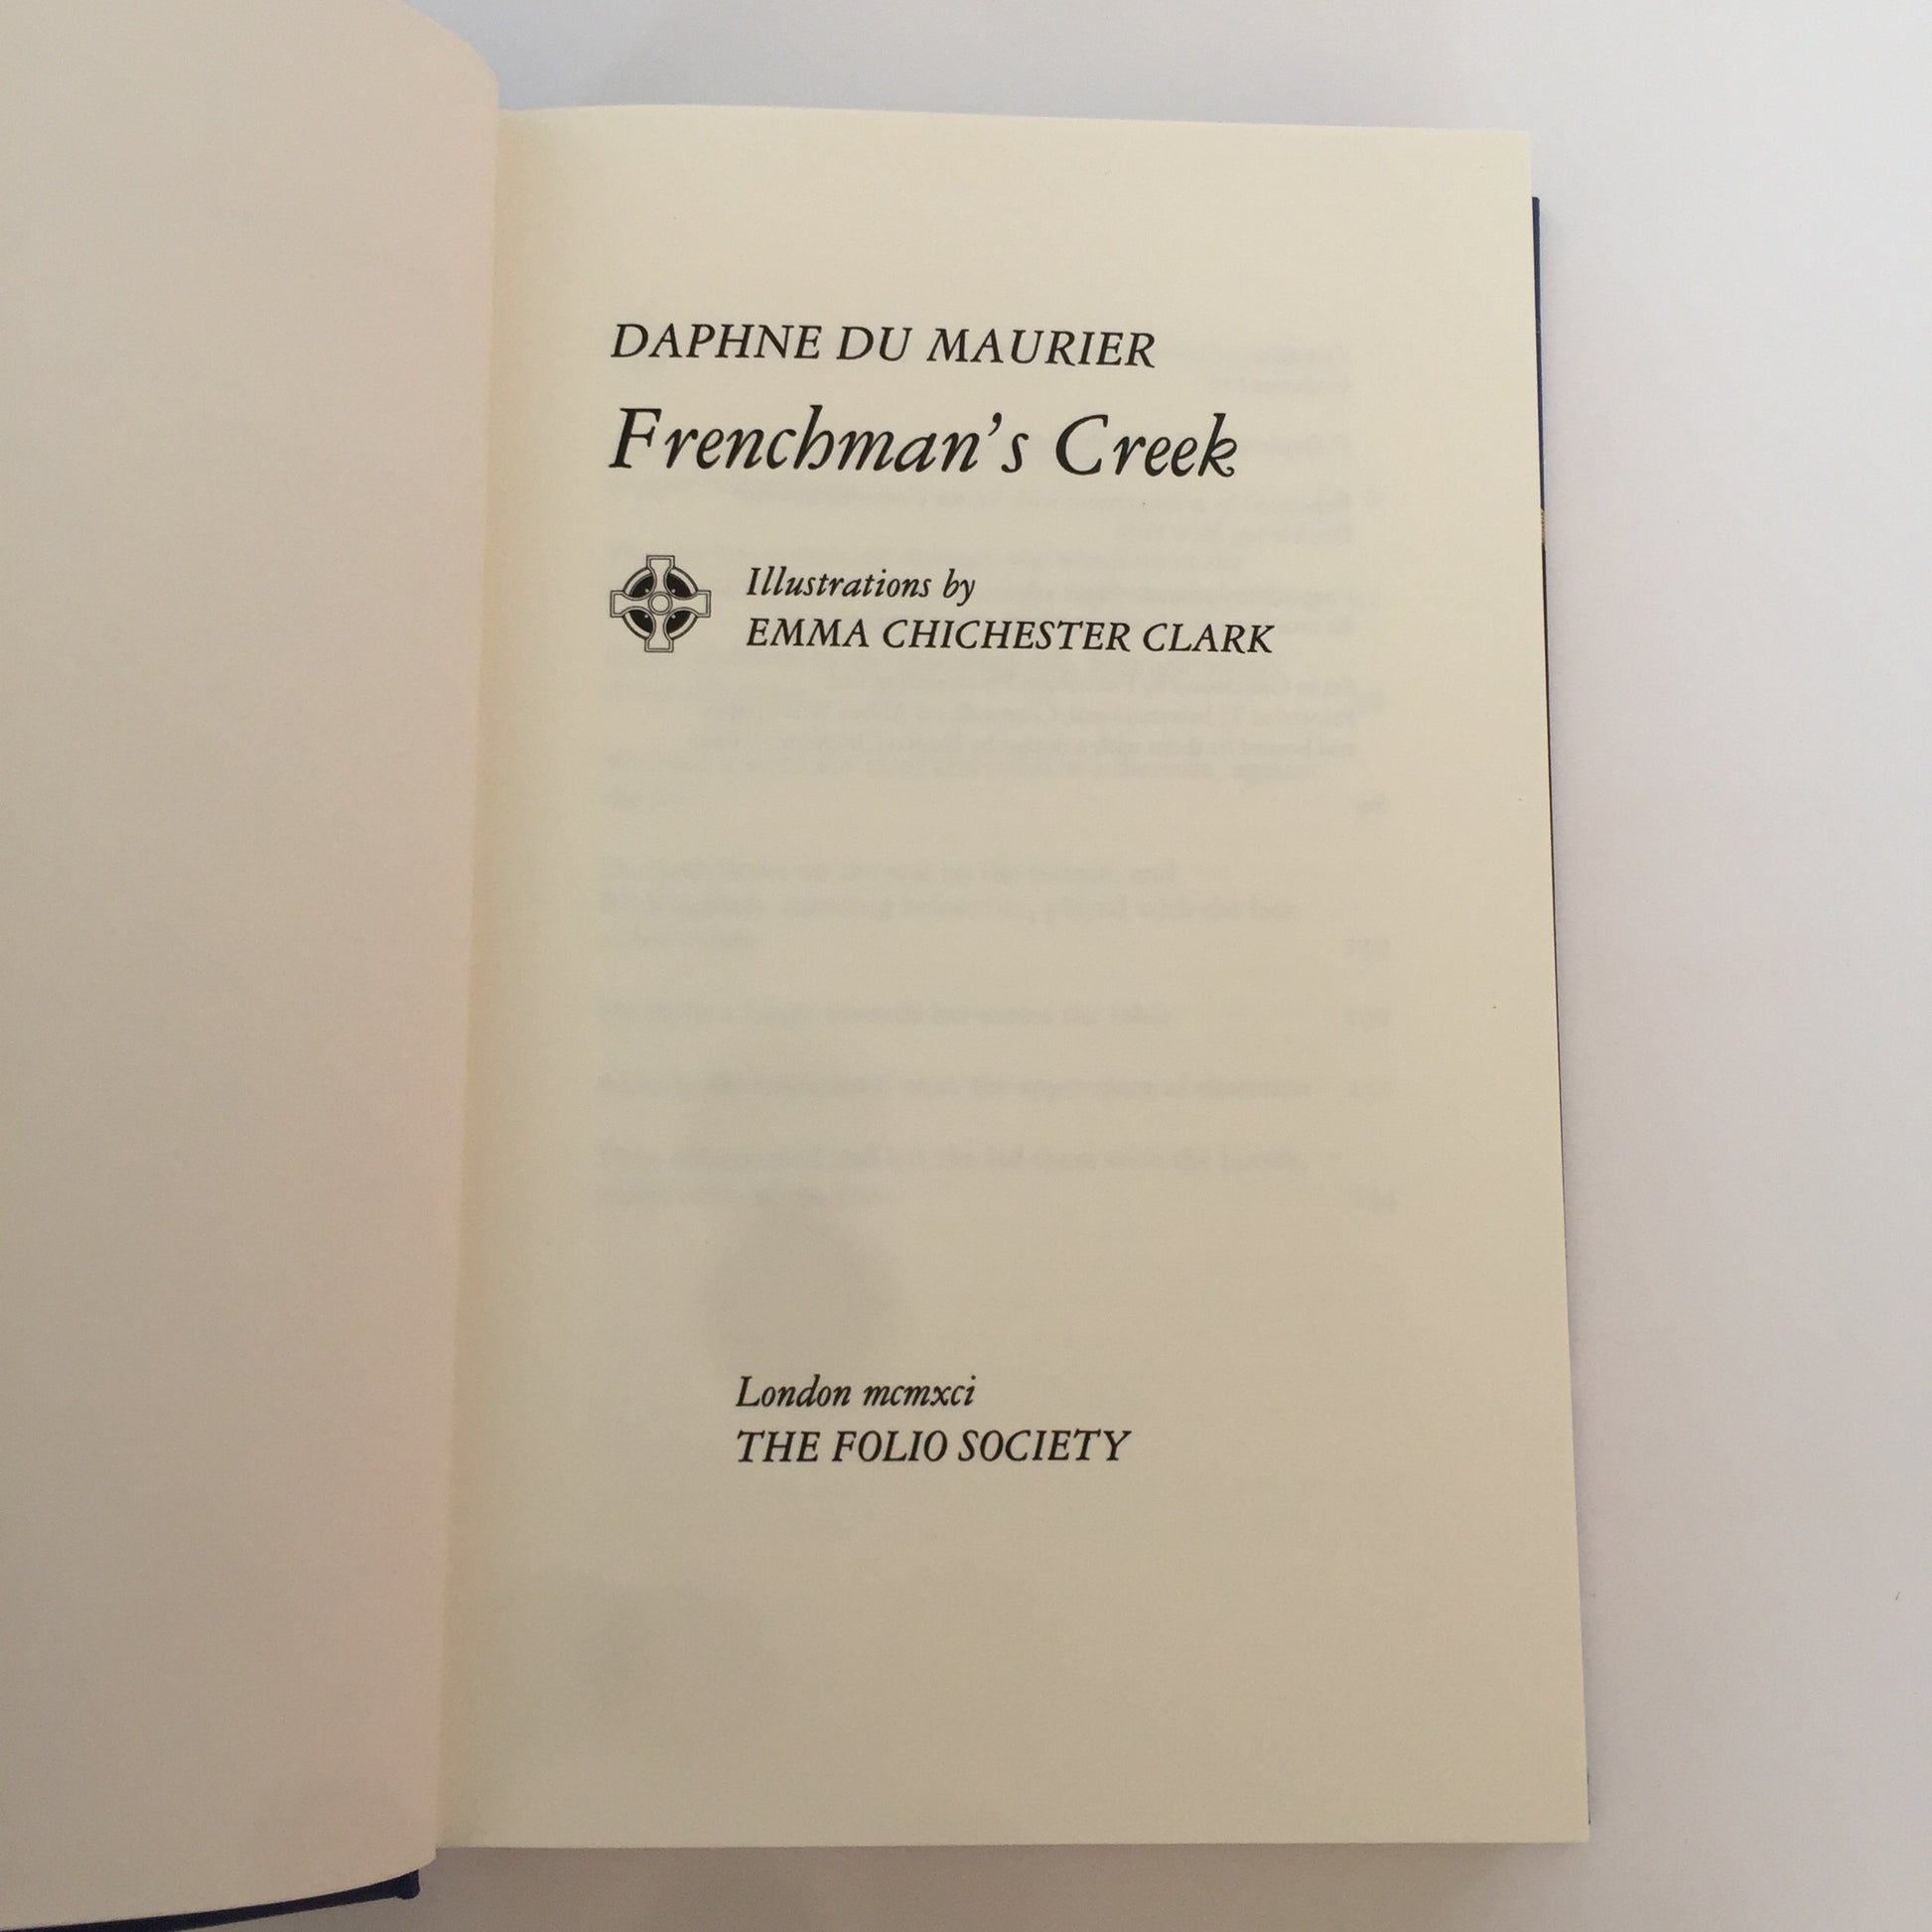 DAPHNE DU MAURIER
Frenchman's Creek
Illustrations by
EMMA CHICHESTER CLARK
London mcmxci
THE FOLIO SOCIETY